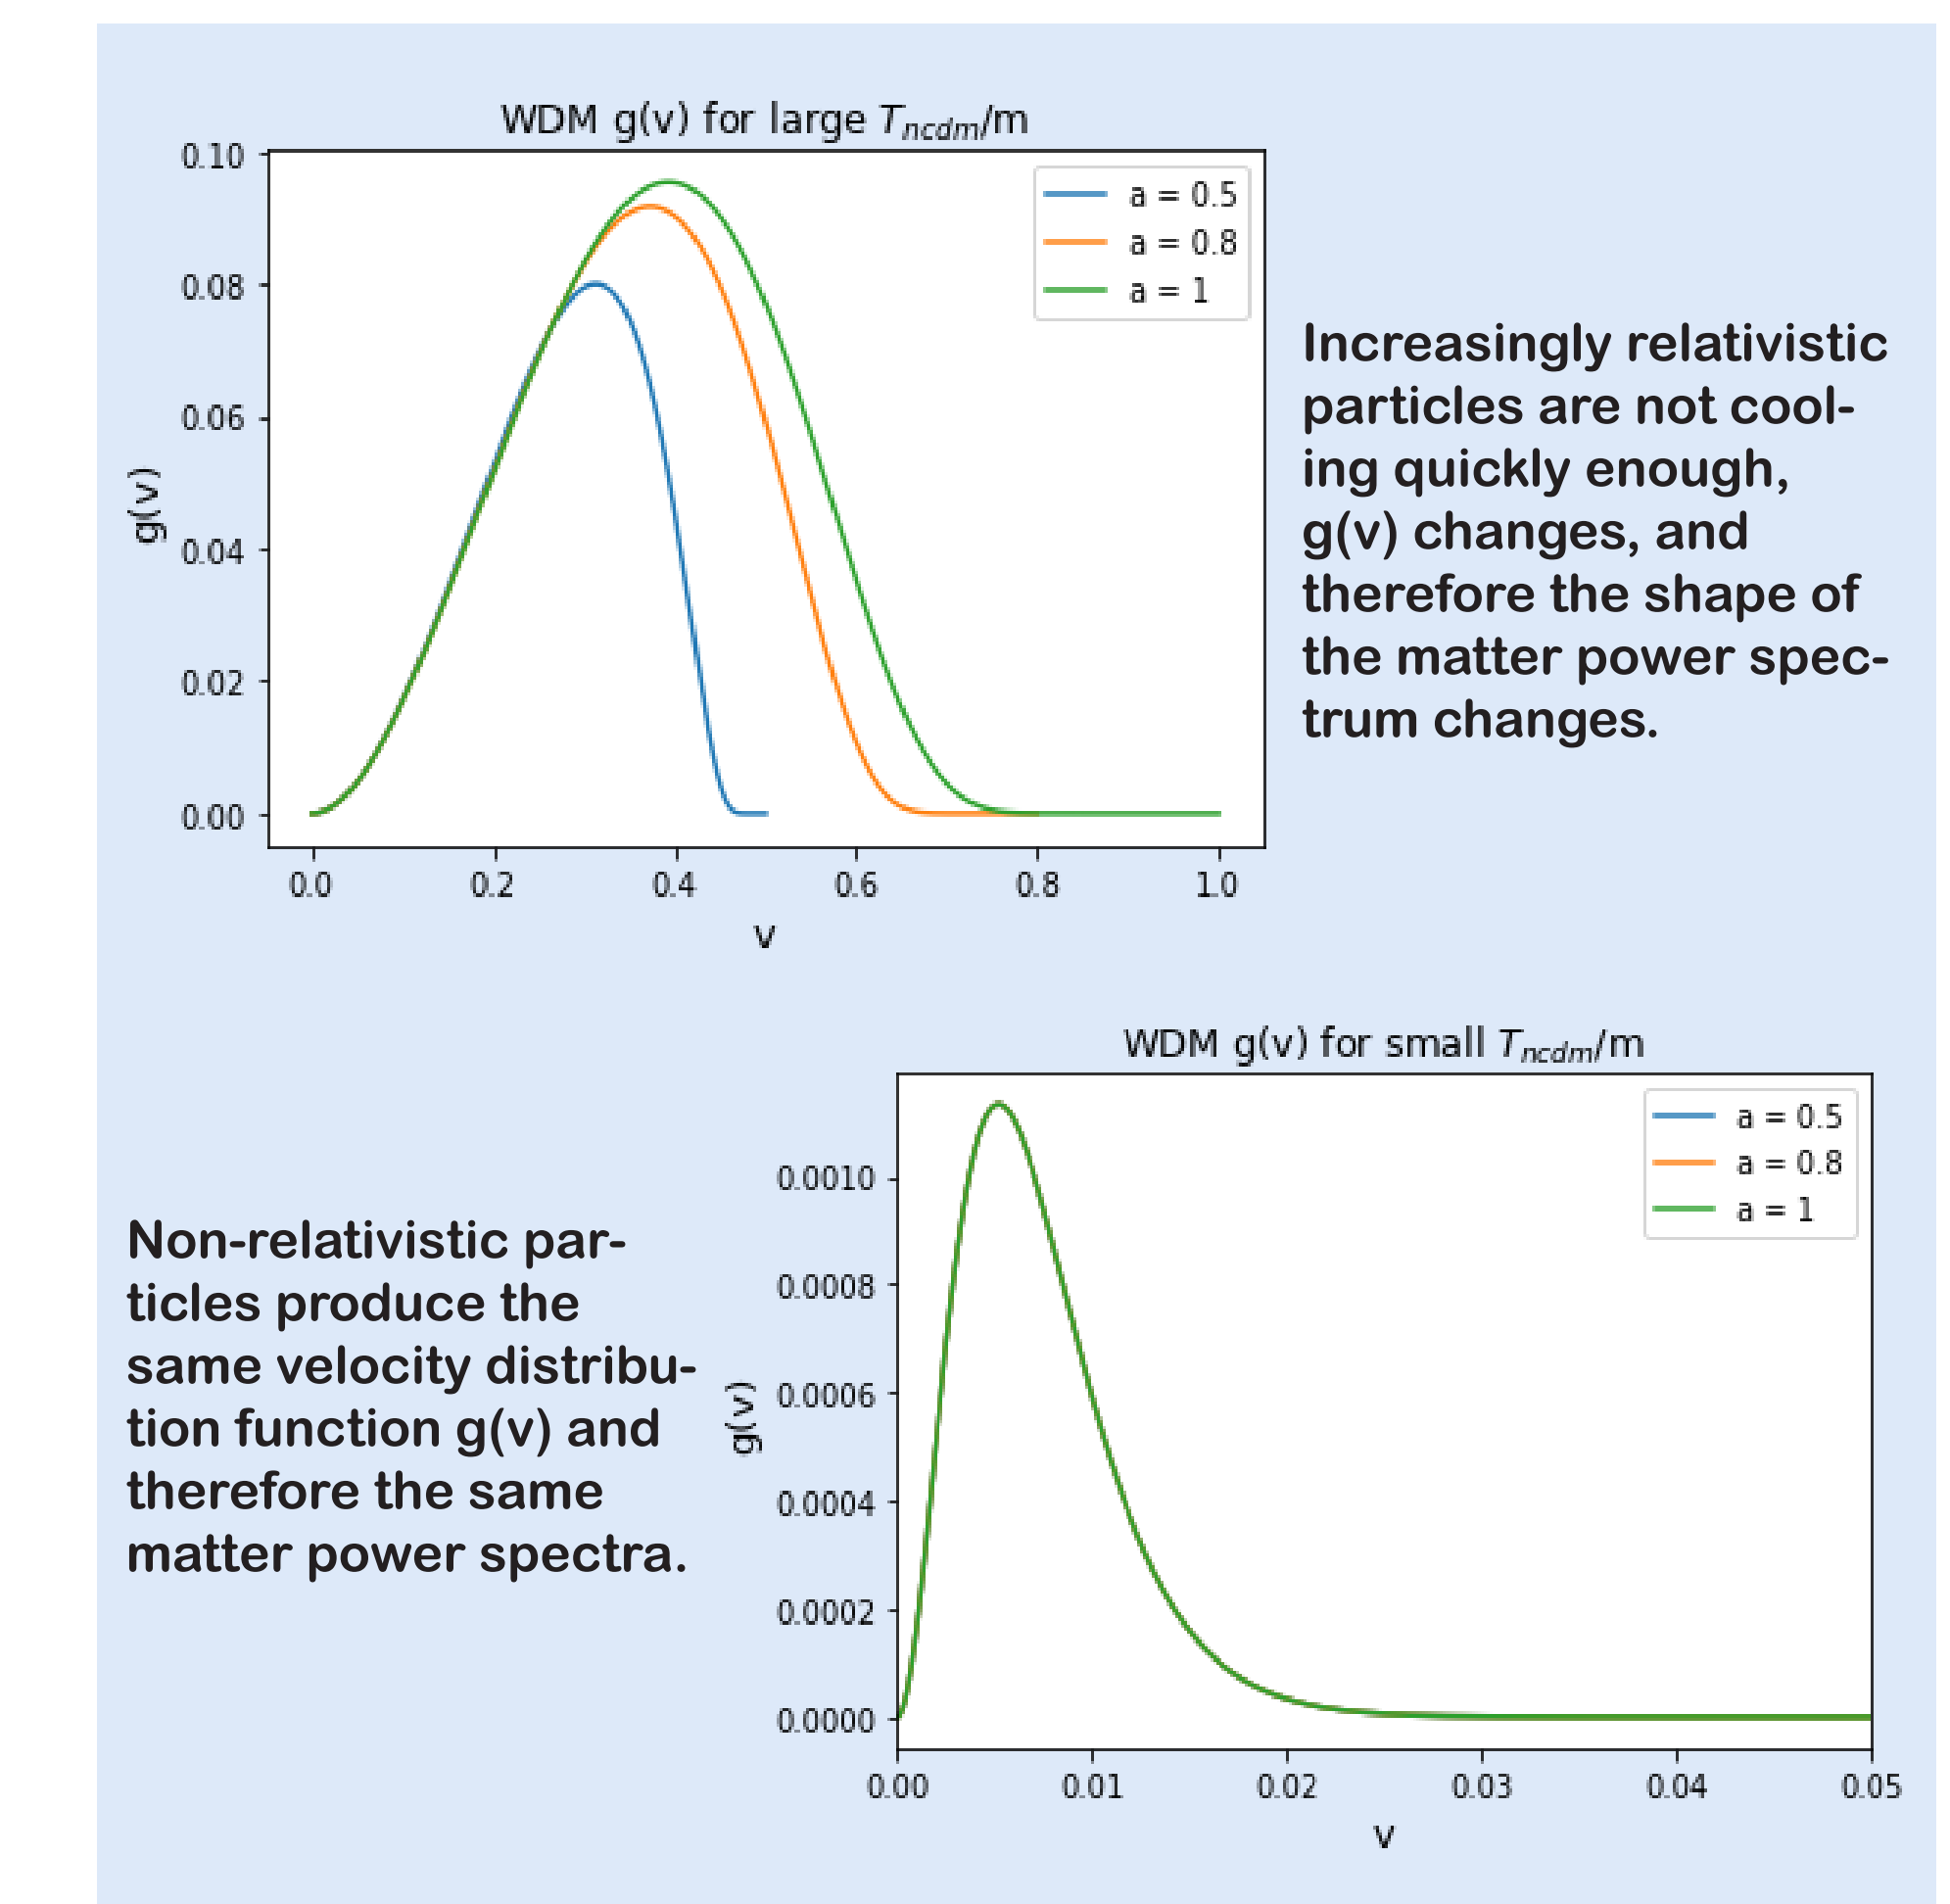 WDM g(v) for large T_ncdm/m
0.10
0.08
0.06
0.04
0.02
0.00
g(v)
0.0 0.2 0.4 0.6 0.8 1.0
v
a = 0.5
a = 0.8
a = 1
Increasingly relativistic
particles are not cool-
ing quickly enough,
g(v) changes, and
therefore the shape of
the matter power spec-
trum changes.
WDM g(v) for small T_ncdm/m
0.0010
0.0008
0.0006
0.0004
0.0002
0.0000
g(v)
0.00 0.01 0.02 0.03 0.04 0.05
v
a = 0.5
a = 0.8
a = 1
Non-relativistic par-
ticles produce the
same velocity distribu-
tion function g(v) and
therefore the same
matter power spectra.